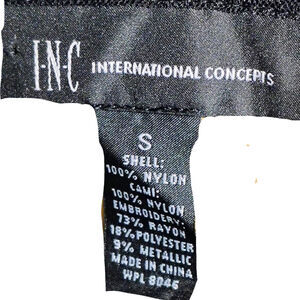 I·N·C INTERNATIONAL CONCEPTS
S
SHELL:
100% NYLON
CAMI:
100% NYLON
EMBROIDERY:
73% RAYON
18% POLYESTER
9% METALLIC
MADE IN CHINA
WPL 8046